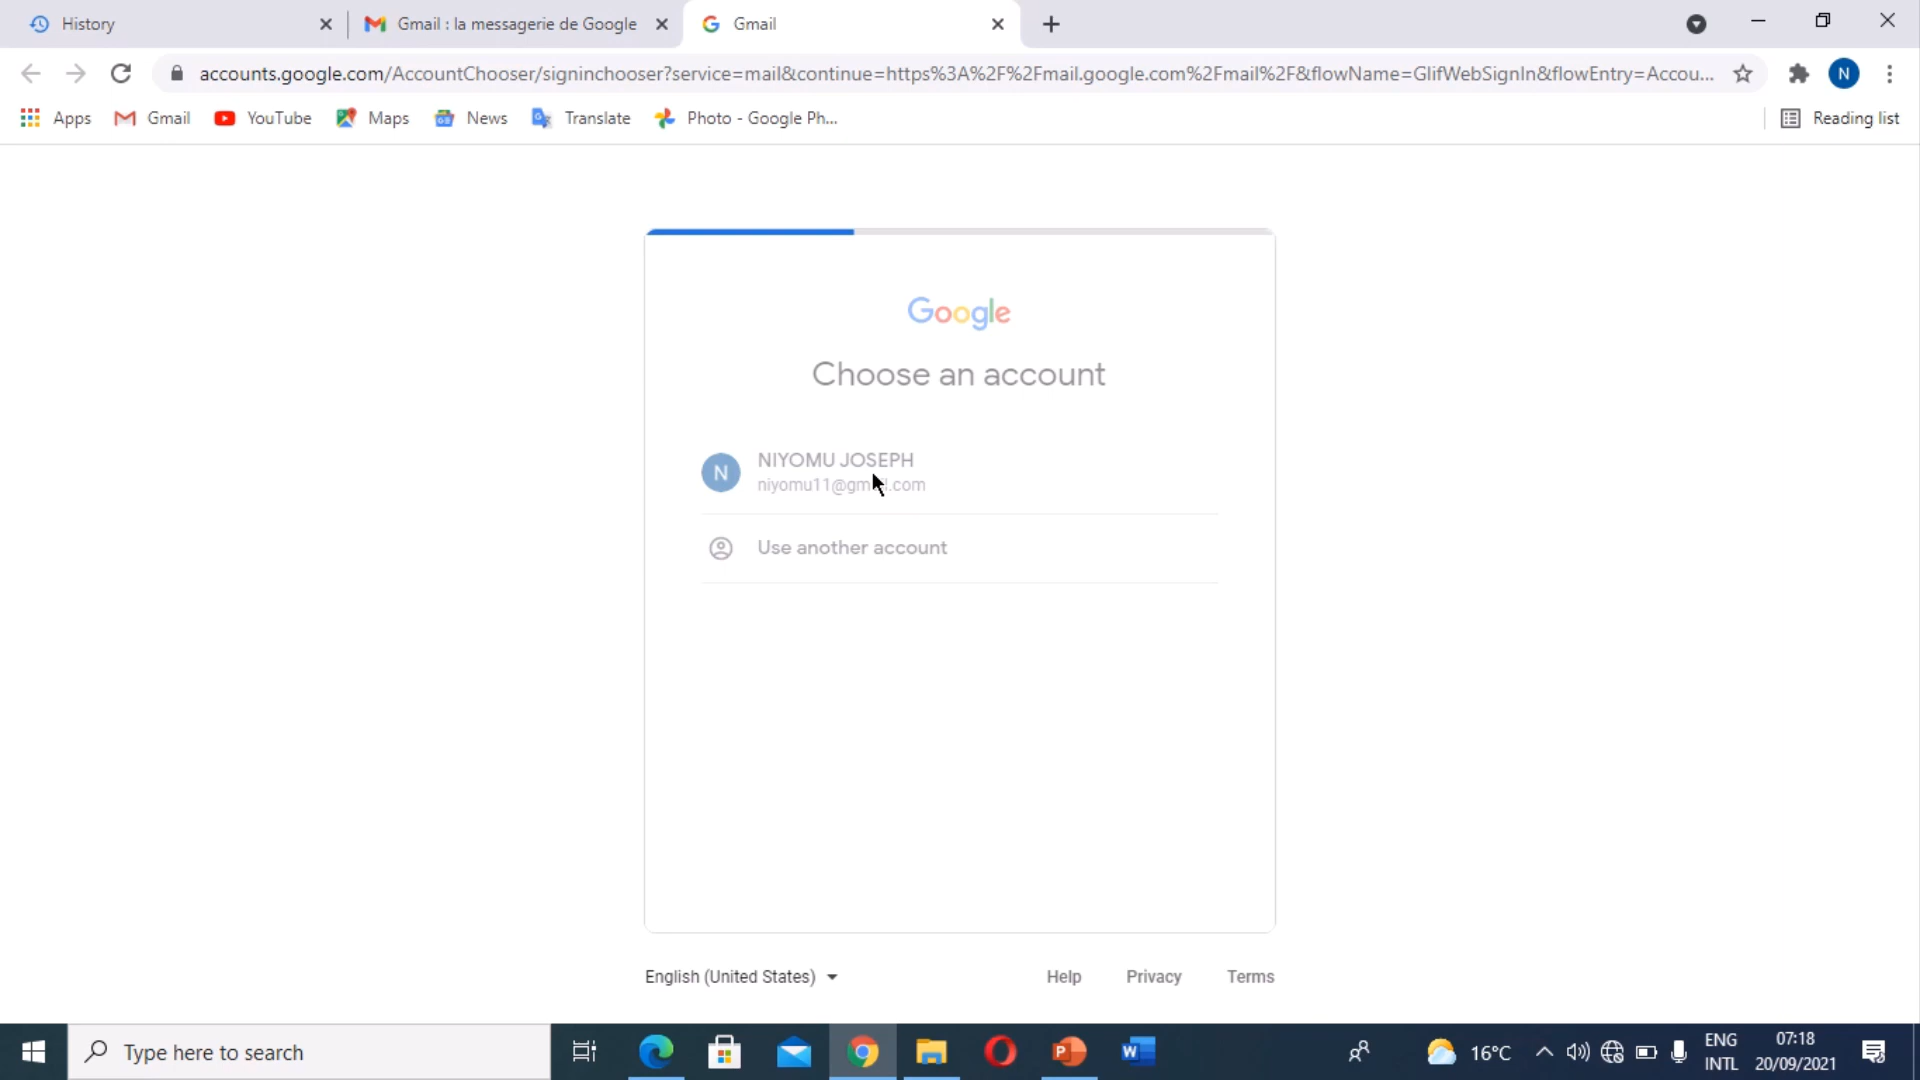 History
Gmail : la messagerie de Google
Gmail
accounts.google.com/AccountChooser/signinchooser?service=mail&continue=https%3A%2F%2Fmail.google.com%2Fmail%2F&flowName=GlifWebSignIn&flowEntry=Accou...
N
Apps
Gmail
YouTube
Maps
News
Translate
Photo - Google Ph...
Reading list
Google
Choose an account
N
NIYOMU JOSEPH
niyomu11@gmail.com
Use another account
English (United States)
Help
Privacy
Terms
Type here to search
16°C
ENG
INTL
07:18
20/09/2021